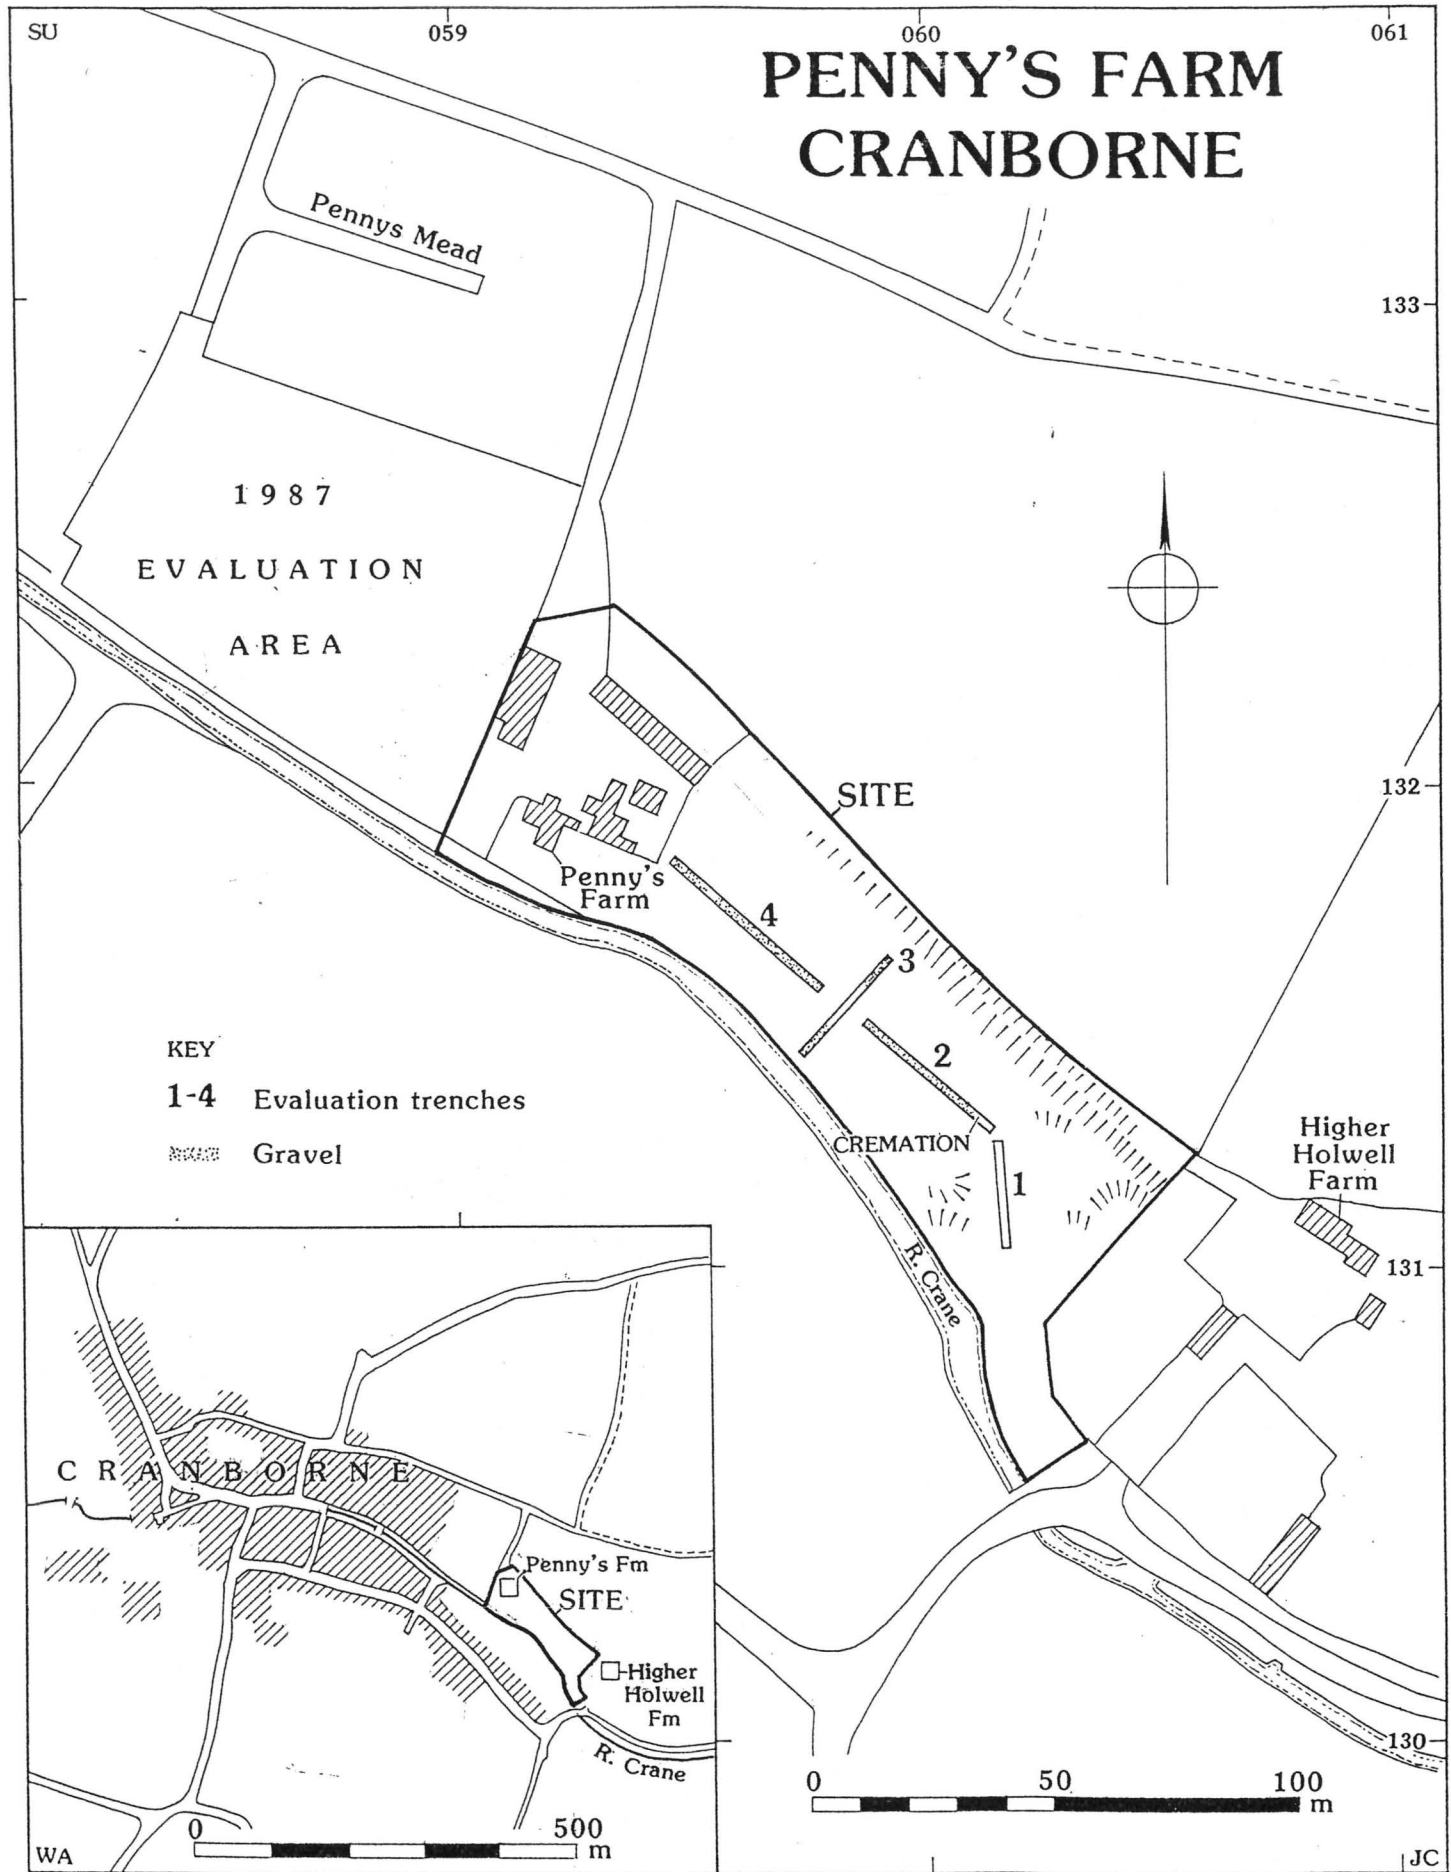 SU
059
060
061
PENNY'S FARM
CRANBORNE
Pennys Mead
133
1987
EVALUATION
AREA
132
SITE
Penny's
Farm
4
3
2
KEY
1-4 Evaluation trenches
Gravel
CREMATION
1
Higher
Holwell
Farm
R. Crane
131
CRANBORNE
Penny's Fm
SITE
Higher
Holwell
Fm
R. Crane
130
0 50 100
m
0 500
m
WA
JC